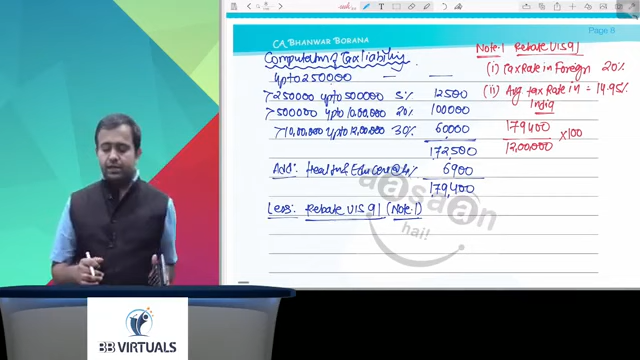 Page 8
CA BHANWAR BORANA
Computation of Tax liability.
Upto 250000 — —
>250000 upto 500000 5% 12500
>500000 upto 10,00,000 20% 100000
>10,00,000 upto 12,00,000 30% 60000
172500
Add: Health & Edu Cess @ 4% 6900
179400
Less: Rebate U/S 91 (Note:1)
Note:1 Rebate U/S 91
(i) Tax Rate in Foreign 20%
(ii) Avg. tax Rate in India = 14.95%
179400
12,00,000
×100
aasaan
hai!
BB VIRTUALS